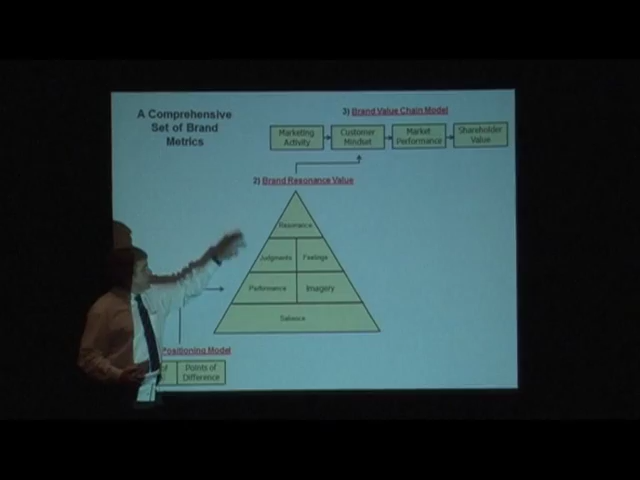 A Comprehensive
Set of Brand
Metrics
3) Brand Value Chain Model
Marketing
Activity
Customer
Mindset
Market
Performance
Shareholder
Value
2) Brand Resonance Value
Resonance
Judgments
Feelings
Performance
Imagery
Salience
Positioning Model
of
Points of
Difference